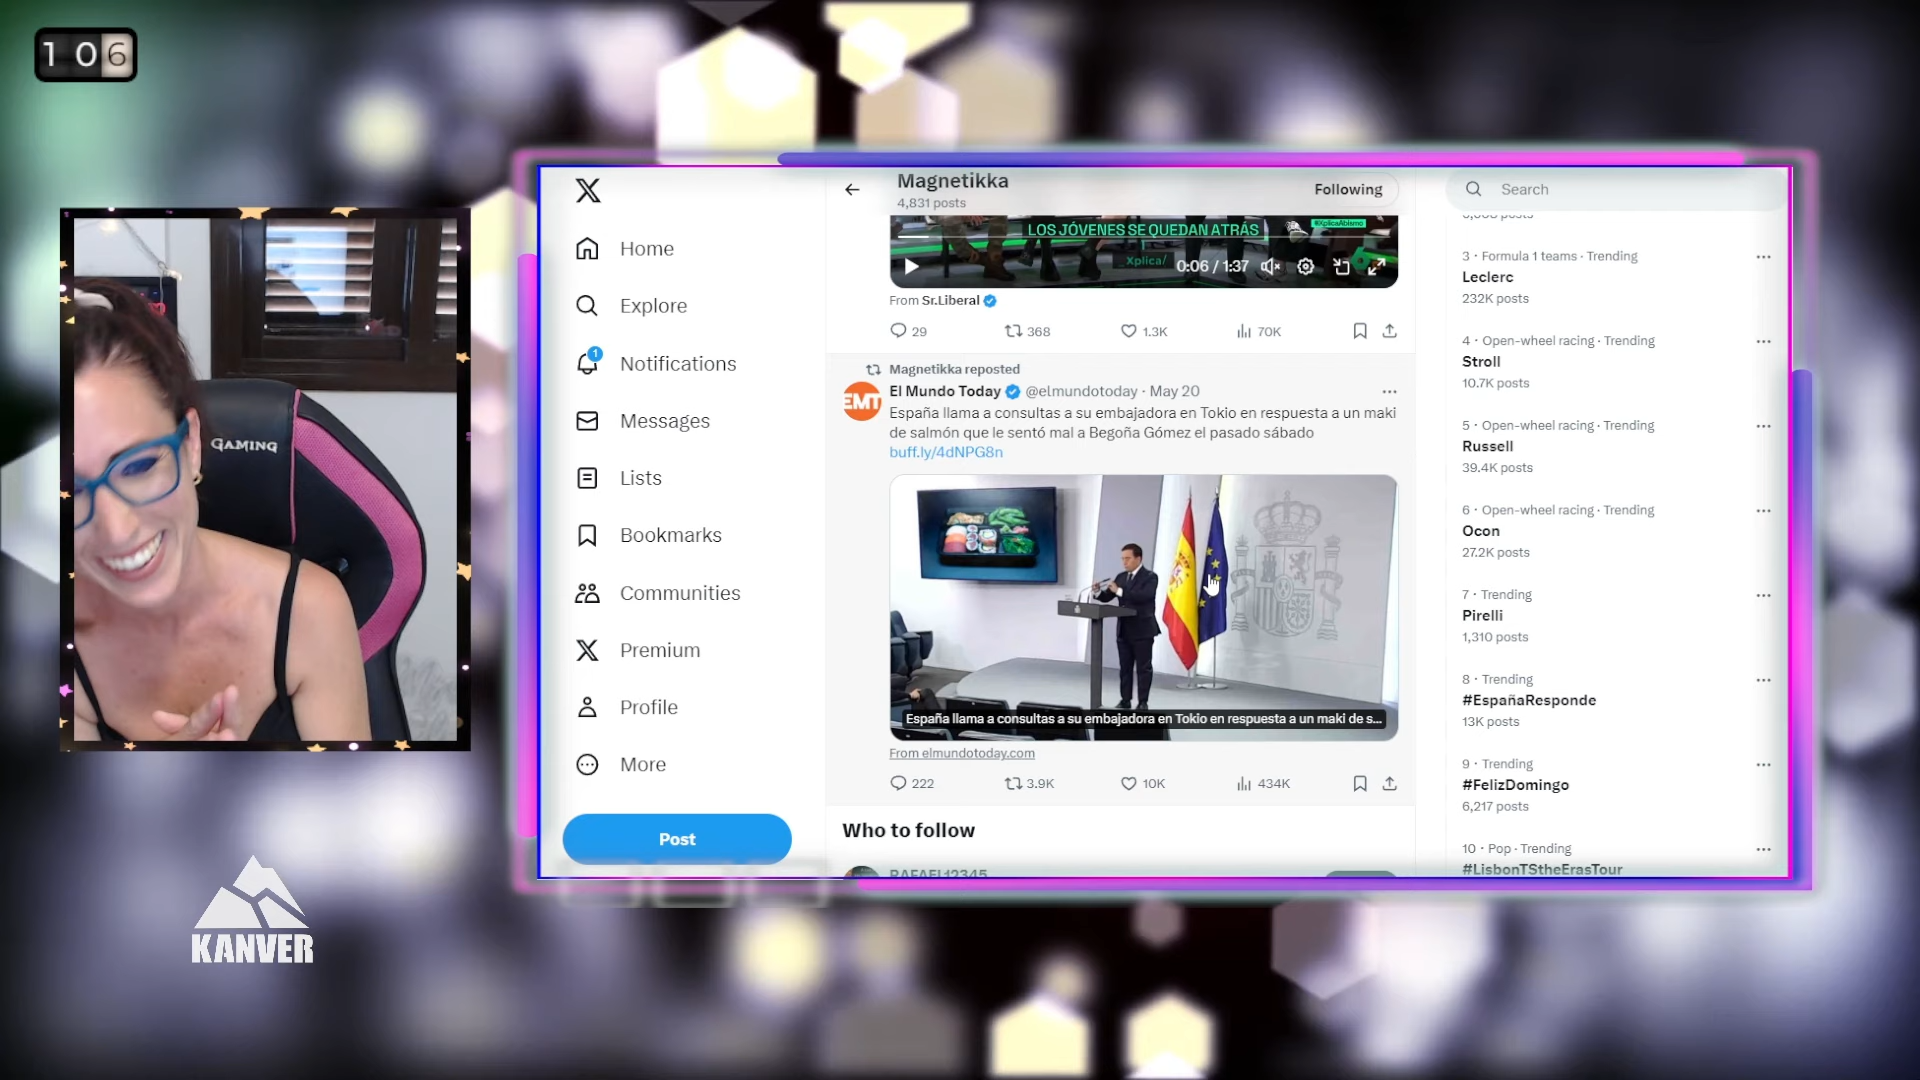 106
GAMING
KANVER
X
Home
Explore
1
Notifications
Messages
Lists
Bookmarks
Communities
Premium
Profile
More
Post
Magnetikka
4,831 posts
Following
LOS JÓVENES SE QUEDAN ATRÁS
#XplicaAbismo
Xplica/
0:06 / 1:37
From Sr.Liberal
29 368 1.3K 70K
Magnetikka reposted
EMT
El Mundo Today @elmundotoday · May 20
España llama a consultas a su embajadora en Tokio en respuesta a un maki
de salmón que le sentó mal a Begoña Gómez el pasado sábado
buff.ly/4dNPG8n
España llama a consultas a su embajadora en Tokio en respuesta a un maki de s...
From elmundotoday.com
222 3.9K 10K 434K
Who to follow
RAFAEL12345
Search
3 · Formula 1 teams · Trending
Leclerc
232K posts
4 · Open-wheel racing · Trending
Stroll
10.7K posts
5 · Open-wheel racing · Trending
Russell
39.4K posts
6 · Open-wheel racing · Trending
Ocon
27.2K posts
7 · Trending
Pirelli
1,310 posts
8 · Trending
#EspañaResponde
13K posts
9 · Trending
#FelizDomingo
6,217 posts
10 · Pop · Trending
#LisbonTStheErasTour